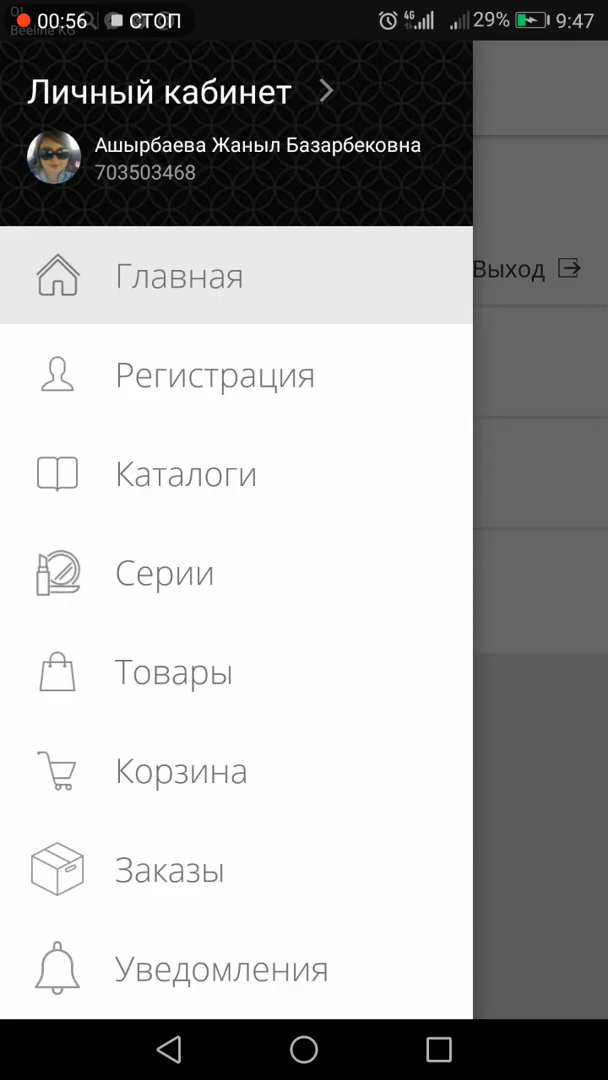 00:56 СТОП 4G 29% 9:47
Beeline KG
Личный кабинет
Ашырбаева Жаныл Базарбековна
703503468
Главная
Выход
Регистрация
Каталоги
Серии
Товары
Корзина
Заказы
Уведомления